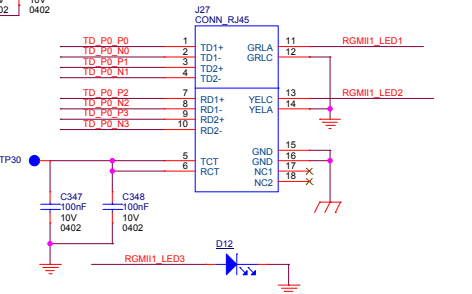 02
10V
0402
J27
CONN_RJ45
TD_P0_P0 1 TD1+ GRLA 11 RGMII1_LED1
TD_P0_N0 2 TD1- GRLC 12
TD_P0_P1 3 TD2+
TD_P0_N1 4 TD2-
TD_P0_P2 7 RD1+ YELC 13 RGMII1_LED2
TD_P0_N2 8 RD1- YELA 14
TD_P0_P3 9 RD2+
TD_P0_N3 10 RD2-
GND 15
TP30 5 TCT GND 16
6 RCT NC1 17
NC2 18
C347 C348
100nF 100nF
10V 10V
0402 0402
D12
RGMII1_LED3